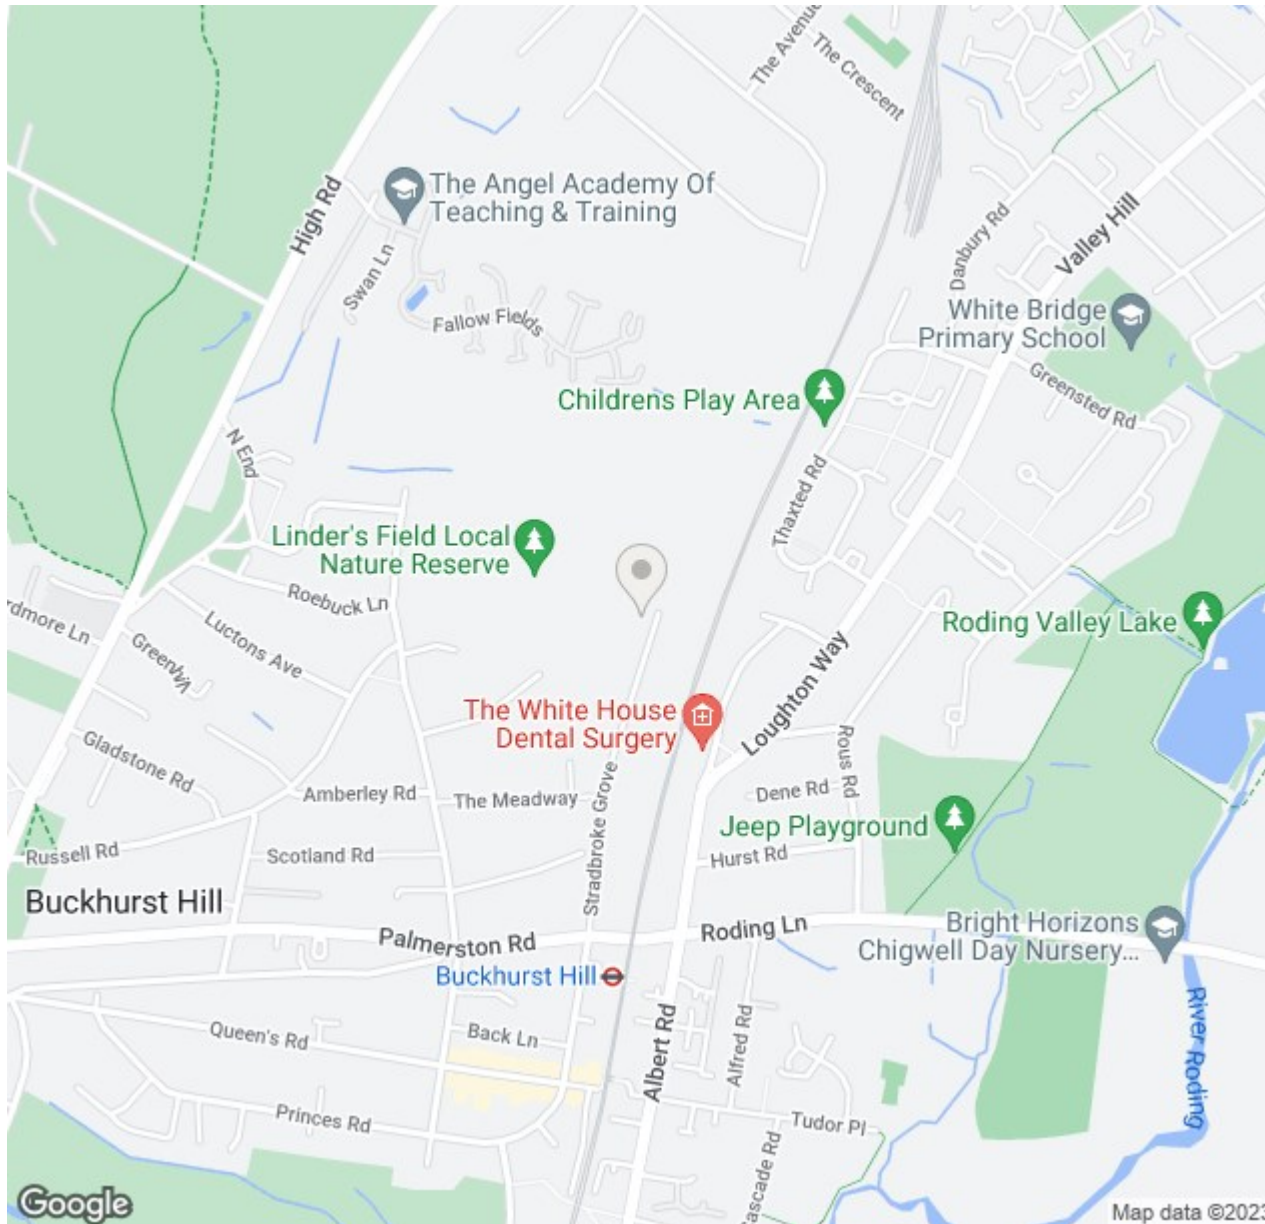 The Avenue
The Crescent
High Rd
The Angel Academy Of
Teaching & Training
Swan Ln
Fallow Fields
Danbury Rd
Valley Hill
White Bridge
Primary School
Greensted Rd
Childrens Play Area
N End
Thaxted Rd
Linder's Field Local
Nature Reserve
Roebuck Ln
Luctons Ave
rdmore Ln
Roding Valley Lake
Loughton Way
The White House
Dental Surgery
Gladstone Rd
Rous Rd
Amberley Rd
The Meadway
Stradbroke Grove
Dene Rd
Jeep Playground
Russell Rd
Scotland Rd
Hurst Rd
Buckhurst Hill
Palmerston Rd
Roding Ln
Bright Horizons
Chigwell Day Nursery...
Buckhurst Hill
Queen's Rd
Back Ln
Albert Rd
Alfred Rd
River Roding
Princes Rd
Tudor Pl
Cascade Rd
Google
Map data ©2023